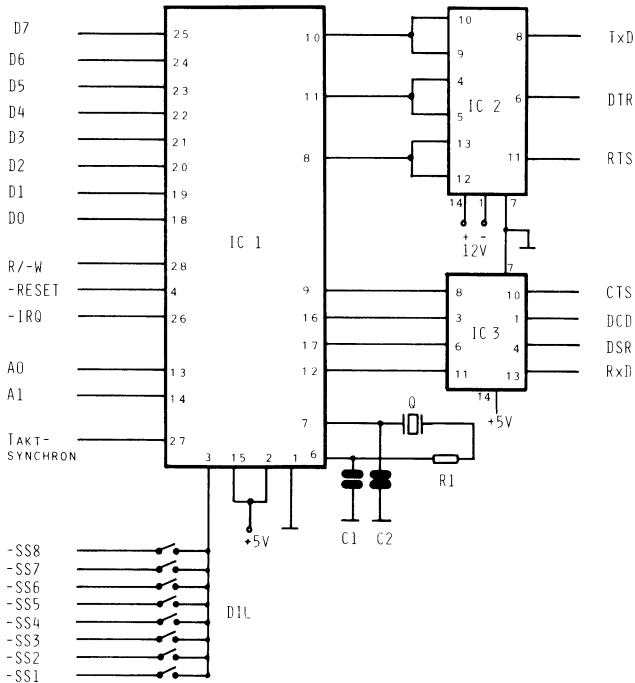 D7 25 10 10 8 TxD
9
D6 24
D5 23 4 6 DTR
D4 22 11 IC 2
D3 21 5
D2 20 8 13 11 RTS
D1 19 12
D0 18 14 1 7
IC 1
+ -
12V
R/-W 28 7
-RESET 4 9 8 10 CTS
-IRQ 26 16 3 1 DCD
IC 3
17 6 4 DSR
A0 13 12 11 13 RxD
A1 14 14
+5V
7 Q
TAKT-
SYNCHRON 27
3 15 2 1 6
R1
+5V C1 C2
-SS8
-SS7
-SS6
-SS5
-SS4 DIL
-SS3
-SS2
-SS1